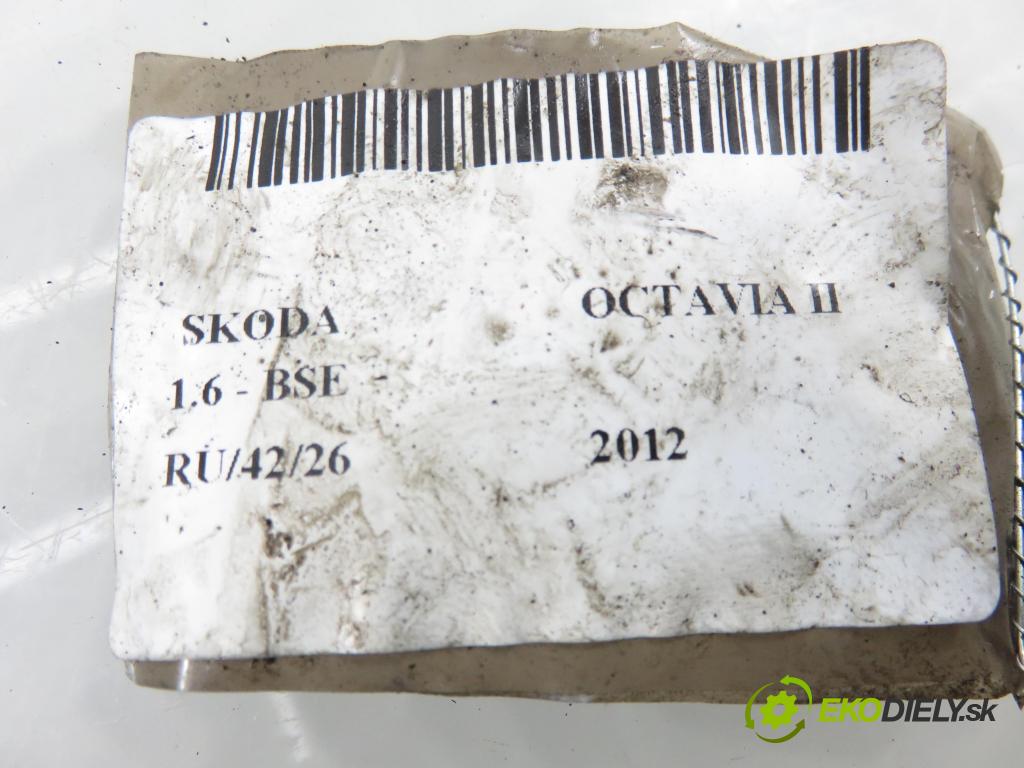 SKODA OCTAVIA II
1.6 - BSE -
RU/42/26 2012
EKODIELY.sk